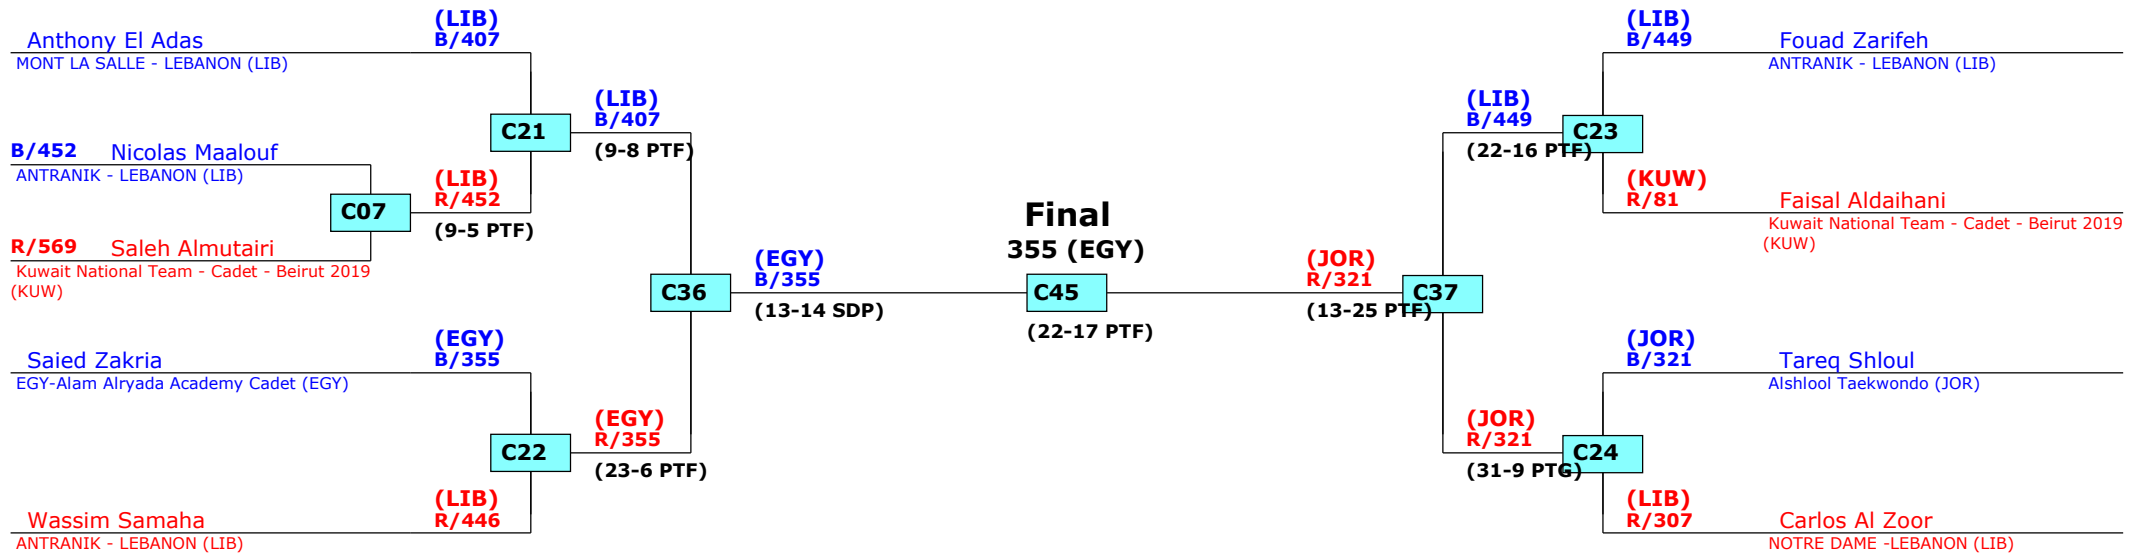 (LIB)
B/407
Anthony El Adas
MONT LA SALLE - LEBANON (LIB)
C21
(LIB)
B/407
(9-8 PTF)
B/452 Nicolas Maalouf
ANTRANIK - LEBANON (LIB)
C07
(LIB)
R/452
(9-5 PTF)
R/569 Saleh Almutairi
Kuwait National Team - Cadet - Beirut 2019
(KUW)
C36
(EGY)
B/355
(13-14 SDP)
(EGY)
B/355
Saied Zakria
EGY-Alam Alryada Academy Cadet (EGY)
C22
(EGY)
R/355
(23-6 PTF)
(LIB)
R/446
Wassim Samaha
ANTRANIK - LEBANON (LIB)
Final
355 (EGY)
C45
(22-17 PTF)
(LIB)
B/449
Fouad Zarifeh
ANTRANIK - LEBANON (LIB)
(LIB)
B/449
(22-16 PTF)
C23
(KUW)
R/81
Faisal Aldaihani
Kuwait National Team - Cadet - Beirut 2019
(KUW)
(JOR)
R/321
(13-25 PTF)
C37
(JOR)
B/321
Tareq Shloul
Alshlool Taekwondo (JOR)
(JOR)
R/321
(31-9 PTG)
C24
(LIB)
R/307
Carlos Al Zoor
NOTRE DAME -LEBANON (LIB)